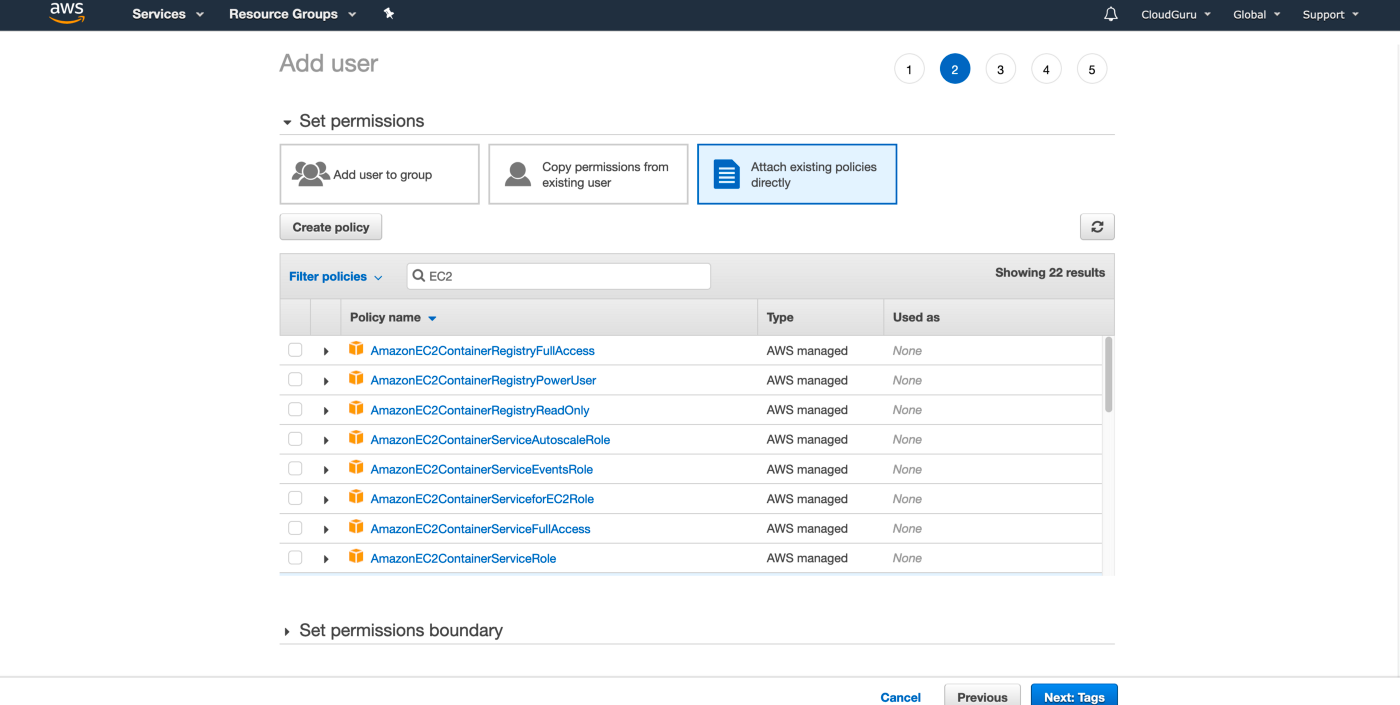 aws Services Resource Groups CloudGuru Global Support
Add user 1 2 3 4 5
Set permissions
Add user to group
Copy permissions from
existing user
Attach existing policies
directly
Create policy
Filter policies EC2 Showing 22 results
Policy name Type Used as
AmazonEC2ContainerRegistryFullAccess AWS managed None
AmazonEC2ContainerRegistryPowerUser AWS managed None
AmazonEC2ContainerRegistryReadOnly AWS managed None
AmazonEC2ContainerServiceAutoscaleRole AWS managed None
AmazonEC2ContainerServiceEventsRole AWS managed None
AmazonEC2ContainerServiceforEC2Role AWS managed None
AmazonEC2ContainerServiceFullAccess AWS managed None
AmazonEC2ContainerServiceRole AWS managed None
Set permissions boundary
Cancel Previous Next: Tags